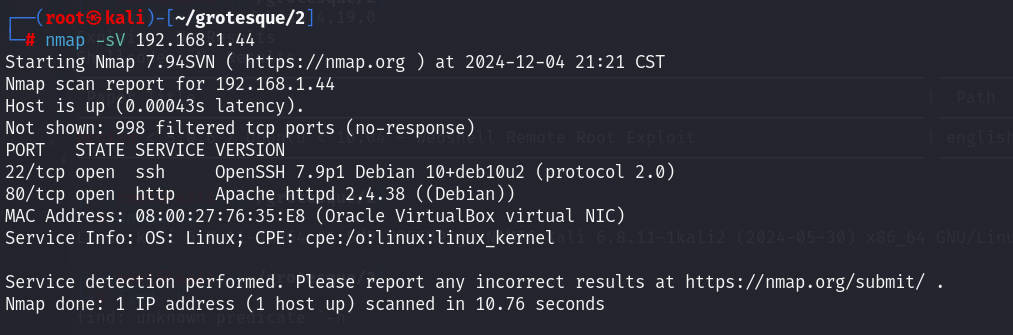 ┌──(root㉿kali)-[~/grotesque/2]
└─# nmap -sV 192.168.1.44
Starting Nmap 7.94SVN ( https://nmap.org ) at 2024-12-04 21:21 CST
Nmap scan report for 192.168.1.44
Host is up (0.00043s latency).
Not shown: 998 filtered tcp ports (no-response)
PORT   STATE SERVICE VERSION
22/tcp open  ssh     OpenSSH 7.9p1 Debian 10+deb10u2 (protocol 2.0)
80/tcp open  http    Apache httpd 2.4.38 ((Debian))
MAC Address: 08:00:27:76:35:E8 (Oracle VirtualBox virtual NIC)
Service Info: OS: Linux; CPE: cpe:/o:linux:linux_kernel

Service detection performed. Please report any incorrect results at https://nmap.org/submit/ .
Nmap done: 1 IP address (1 host up) scanned in 10.76 seconds